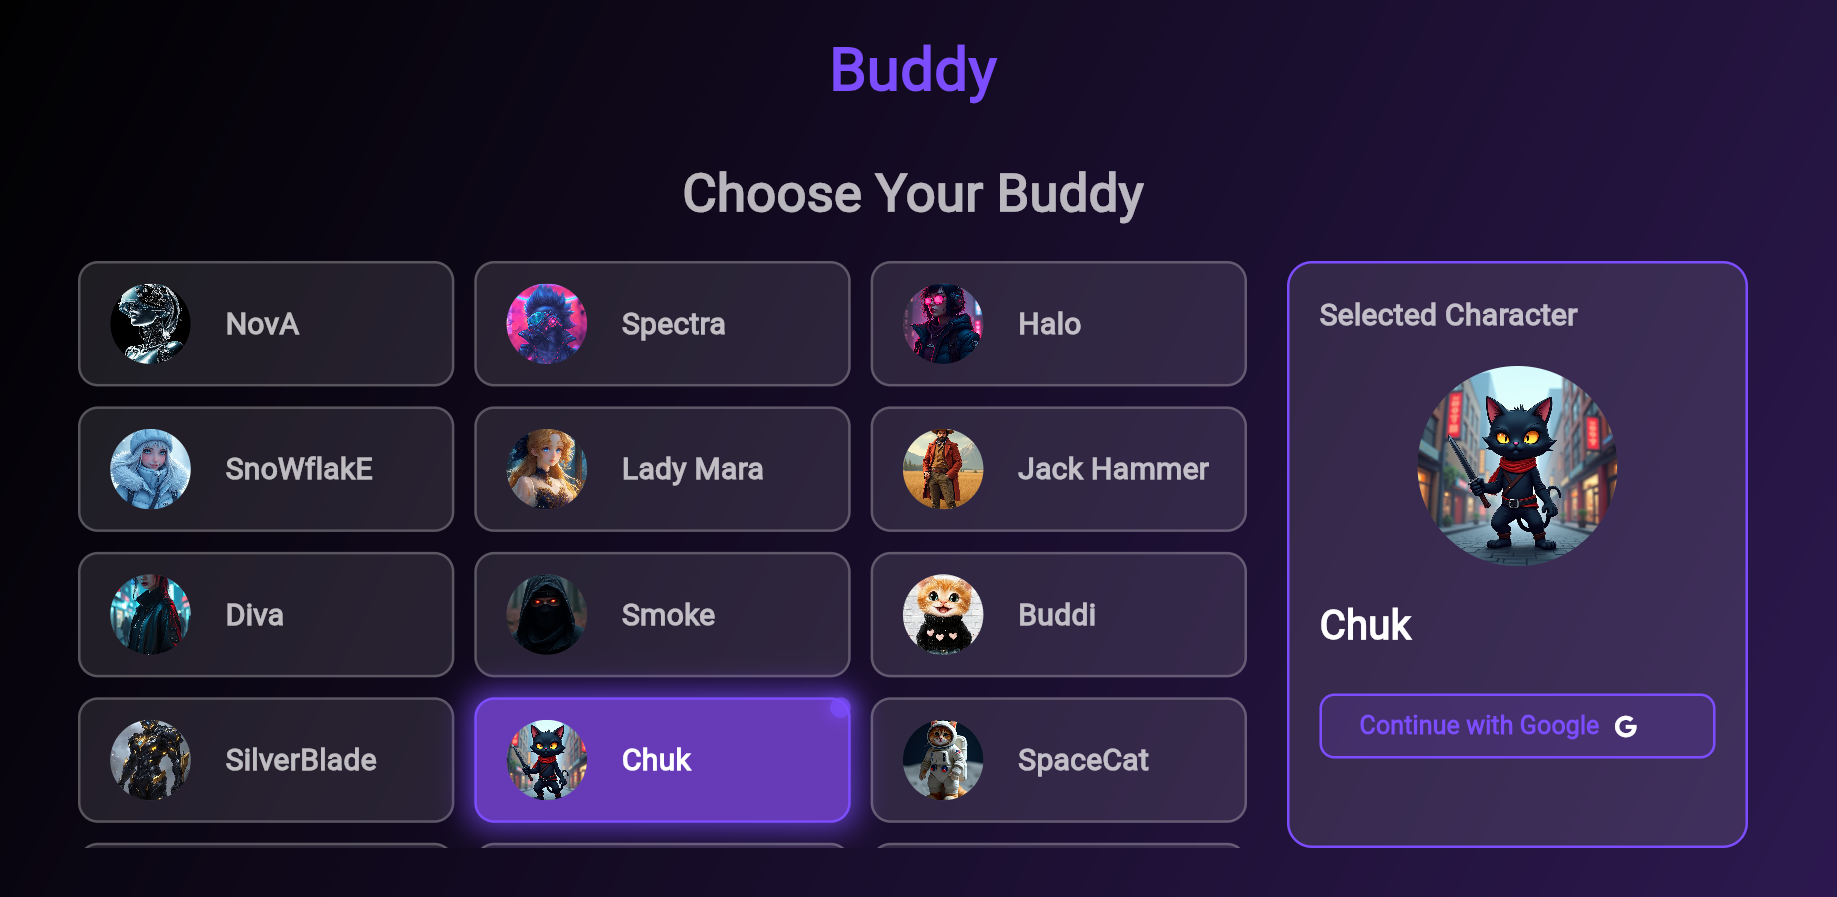 Buddy
Choose Your Buddy
NovA
Spectra
Halo
SnoWflakE
Lady Mara
Jack Hammer
Diva
Smoke
Buddi
SilverBlade
Chuk
SpaceCat
Selected Character
Chuk
Continue with Google G